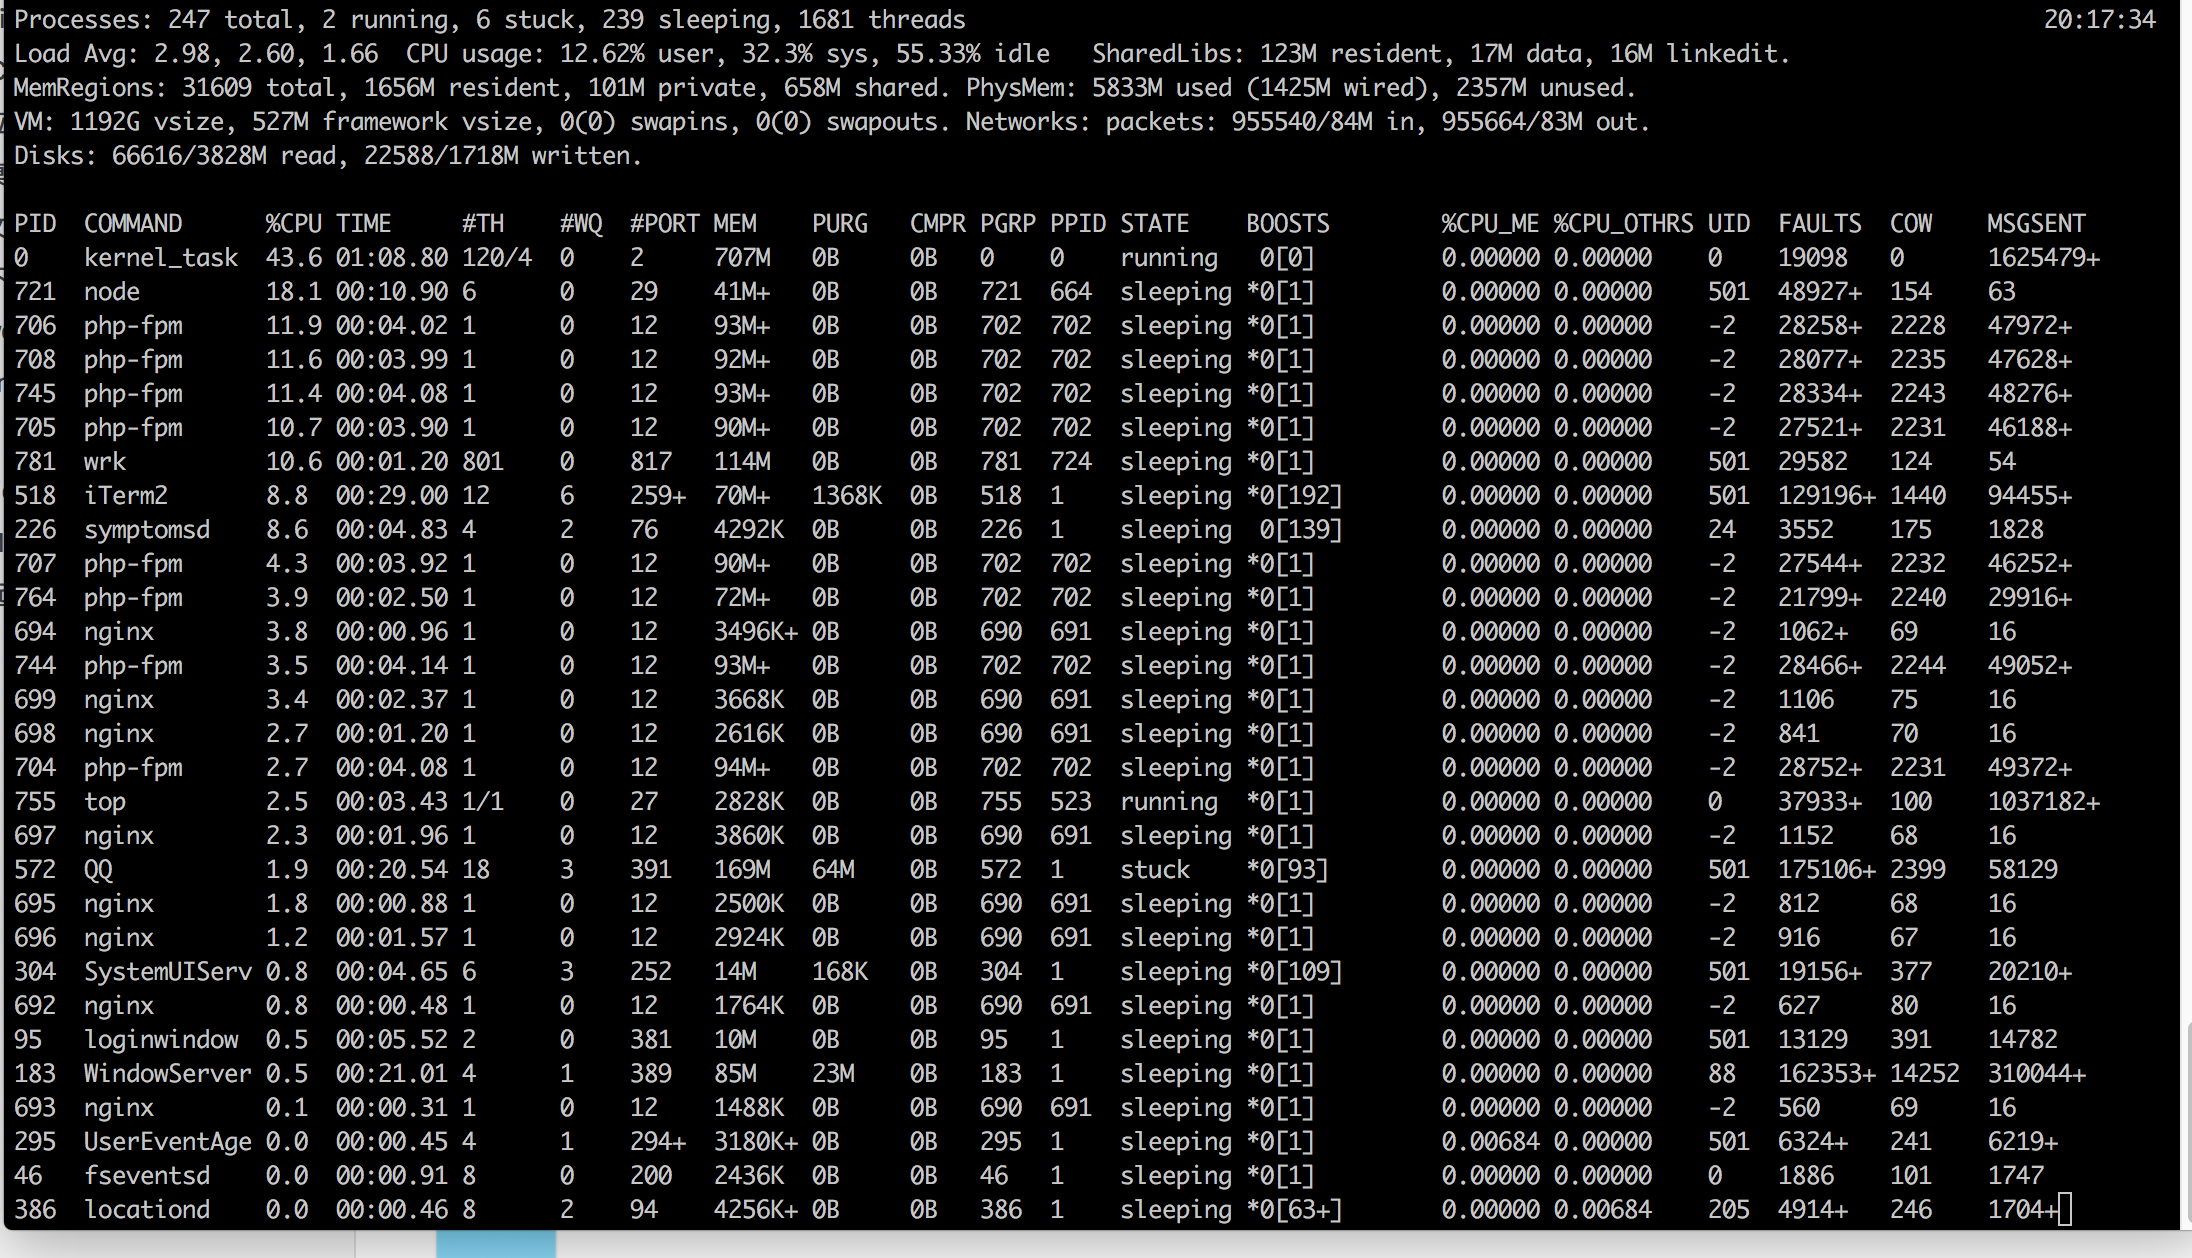 Processes: 247 total, 2 running, 6 stuck, 239 sleeping, 1681 threads 20:17:34
Load Avg: 2.98, 2.60, 1.66  CPU usage: 12.62% user, 32.3% sys, 55.33% idle   SharedLibs: 123M resident, 17M data, 16M linkedit.
MemRegions: 31609 total, 1656M resident, 101M private, 658M shared. PhysMem: 5833M used (1425M wired), 2357M unused.
VM: 1192G vsize, 527M framework vsize, 0(0) swapins, 0(0) swapouts. Networks: packets: 955540/84M in, 955664/83M out.
Disks: 66616/3828M read, 22588/1718M written.
PID COMMAND %CPU TIME #TH #WQ #PORT MEM PURG CMPR PGRP PPID STATE BOOSTS %CPU_ME %CPU_OTHRS UID FAULTS COW MSGSENT
0 kernel_task 43.6 01:08.80 120/4 0 2 707M 0B 0B 0 0 running 0[0] 0.00000 0.00000 0 19098 0 1625479+
721 node 18.1 00:10.90 6 0 29 41M+ 0B 0B 721 664 sleeping *0[1] 0.00000 0.00000 501 48927+ 154 63
706 php-fpm 11.9 00:04.02 1 0 12 93M+ 0B 0B 702 702 sleeping *0[1] 0.00000 0.00000 -2 28258+ 2228 47972+
708 php-fpm 11.6 00:03.99 1 0 12 92M+ 0B 0B 702 702 sleeping *0[1] 0.00000 0.00000 -2 28077+ 2235 47628+
745 php-fpm 11.4 00:04.08 1 0 12 93M+ 0B 0B 702 702 sleeping *0[1] 0.00000 0.00000 -2 28334+ 2243 48276+
705 php-fpm 10.7 00:03.90 1 0 12 90M+ 0B 0B 702 702 sleeping *0[1] 0.00000 0.00000 -2 27521+ 2231 46188+
781 wrk 10.6 00:01.20 801 0 817 114M 0B 0B 781 724 sleeping *0[1] 0.00000 0.00000 501 29582 124 54
518 iTerm2 8.8 00:29.00 12 6 259+ 70M+ 1368K 0B 518 1 sleeping *0[192] 0.00000 0.00000 501 129196+ 1440 94455+
226 symptomsd 8.6 00:04.83 4 2 76 4292K 0B 0B 226 1 sleeping 0[139] 0.00000 0.00000 24 3552 175 1828
707 php-fpm 4.3 00:03.92 1 0 12 90M+ 0B 0B 702 702 sleeping *0[1] 0.00000 0.00000 -2 27544+ 2232 46252+
764 php-fpm 3.9 00:02.50 1 0 12 72M+ 0B 0B 702 702 sleeping *0[1] 0.00000 0.00000 -2 21799+ 2240 29916+
694 nginx 3.8 00:00.96 1 0 12 3496K+ 0B 0B 690 691 sleeping *0[1] 0.00000 0.00000 -2 1062+ 69 16
744 php-fpm 3.5 00:04.14 1 0 12 93M+ 0B 0B 702 702 sleeping *0[1] 0.00000 0.00000 -2 28466+ 2244 49052+
699 nginx 3.4 00:02.37 1 0 12 3668K 0B 0B 690 691 sleeping *0[1] 0.00000 0.00000 -2 1106 75 16
698 nginx 2.7 00:01.20 1 0 12 2616K 0B 0B 690 691 sleeping *0[1] 0.00000 0.00000 -2 841 70 16
704 php-fpm 2.7 00:04.08 1 0 12 94M+ 0B 0B 702 702 sleeping *0[1] 0.00000 0.00000 -2 28752+ 2231 49372+
755 top 2.5 00:03.43 1/1 0 27 2828K 0B 0B 755 523 running *0[1] 0.00000 0.00000 0 37933+ 100 1037182+
697 nginx 2.3 00:01.96 1 0 12 3860K 0B 0B 690 691 sleeping *0[1] 0.00000 0.00000 -2 1152 68 16
572 QQ 1.9 00:20.54 18 3 391 169M 64M 0B 572 1 stuck *0[93] 0.00000 0.00000 501 175106+ 2399 58129
695 nginx 1.8 00:00.88 1 0 12 2500K 0B 0B 690 691 sleeping *0[1] 0.00000 0.00000 -2 812 68 16
696 nginx 1.2 00:01.57 1 0 12 2924K 0B 0B 690 691 sleeping *0[1] 0.00000 0.00000 -2 916 67 16
304 SystemUIServ 0.8 00:04.65 6 3 252 14M 168K 0B 304 1 sleeping *0[109] 0.00000 0.00000 501 19156+ 377 20210+
692 nginx 0.8 00:00.48 1 0 12 1764K 0B 0B 690 691 sleeping *0[1] 0.00000 0.00000 -2 627 80 16
95 loginwindow 0.5 00:05.52 2 0 381 10M 0B 0B 95 1 sleeping *0[1] 0.00000 0.00000 501 13129 391 14782
183 WindowServer 0.5 00:21.01 4 1 389 85M 23M 0B 183 1 sleeping *0[1] 0.00000 0.00000 88 162353+ 14252 310044+
693 nginx 0.1 00:00.31 1 0 12 1488K 0B 0B 690 691 sleeping *0[1] 0.00000 0.00000 -2 560 69 16
295 UserEventAge 0.0 00:00.45 4 1 294+ 3180K+ 0B 0B 295 1 sleeping *0[1] 0.00684 0.00000 501 6324+ 241 6219+
46 fseventsd 0.0 00:00.91 8 0 200 2436K 0B 0B 46 1 sleeping *0[1] 0.00000 0.00000 0 1886 101 1747
386 locationd 0.0 00:00.46 8 2 94 4256K+ 0B 0B 386 1 sleeping *0[63+] 0.00000 0.00684 205 4914+ 246 1704+